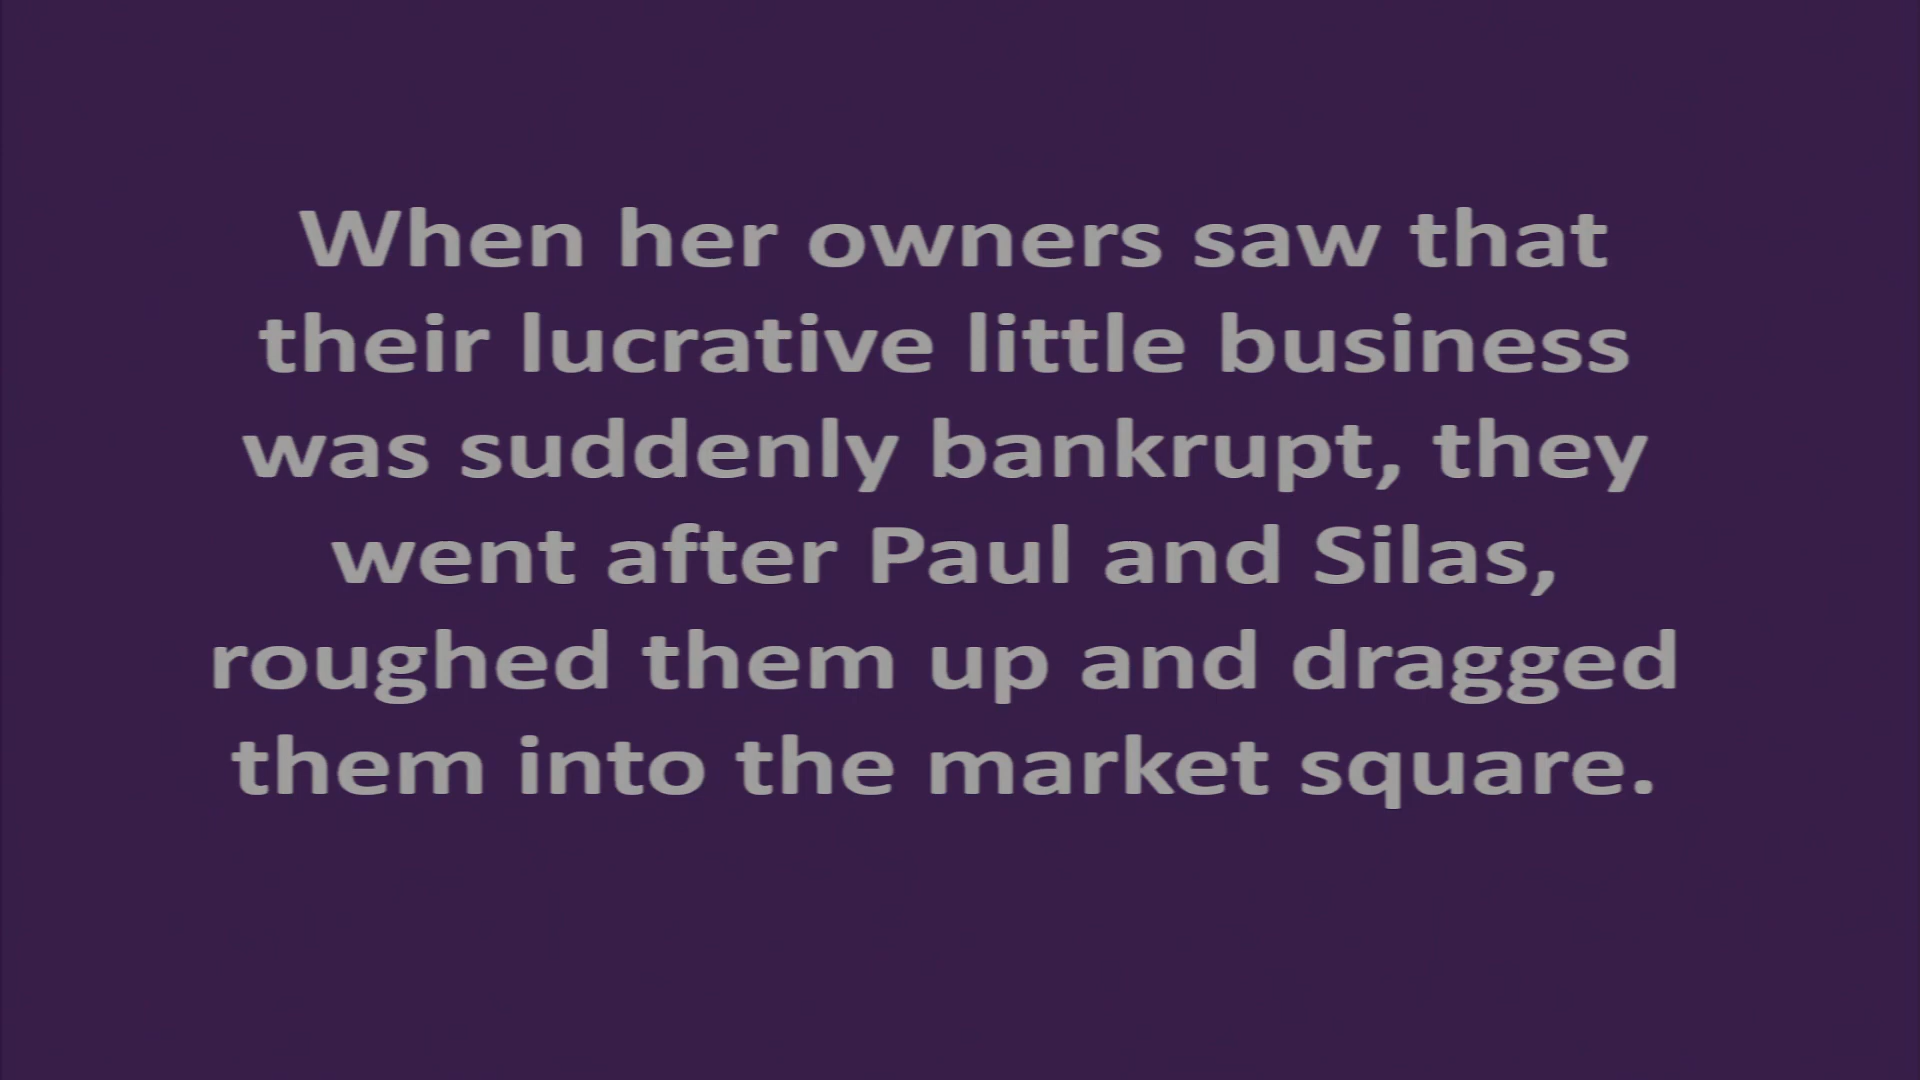 When her owners saw that
their lucrative little business
was suddenly bankrupt, they
went after Paul and Silas,
roughed them up and dragged
them into the market square.